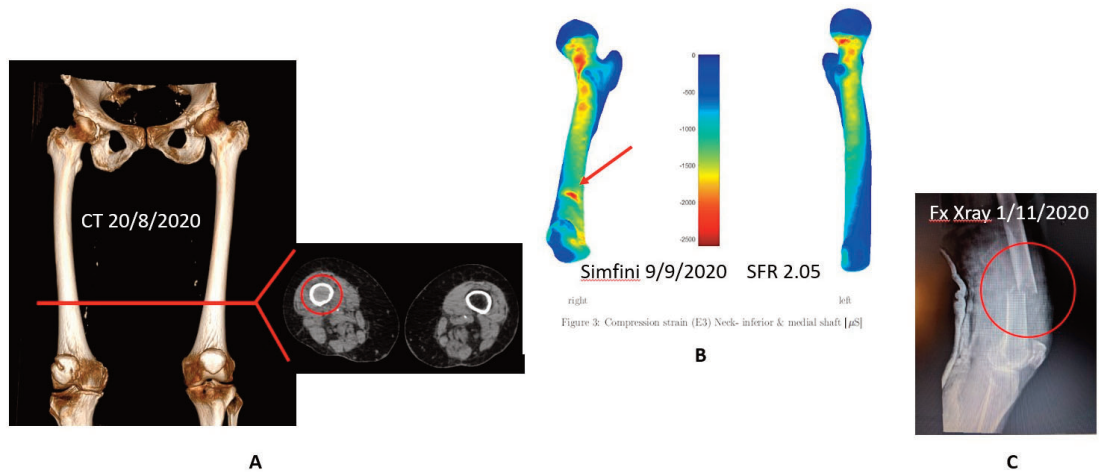 CT 20/8/2020
A
0
-500
-1000
-1500
-2000
-2500
Simfini 9/9/2020 SFR 2.05
right left
Figure 3: Compression strain (E3) Neck- inferior & medial shaft [μS]
B
Fx Xray 1/11/2020
C